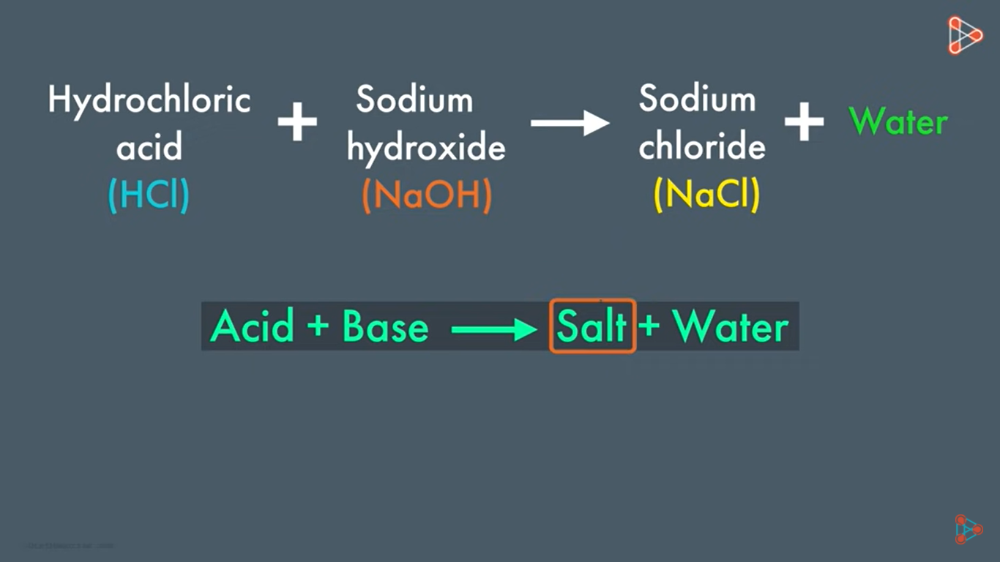 Hydrochloric acid (HCl) + Sodium hydroxide (NaOH) → Sodium chloride (NaCl) + Water
Acid + Base → Salt + Water